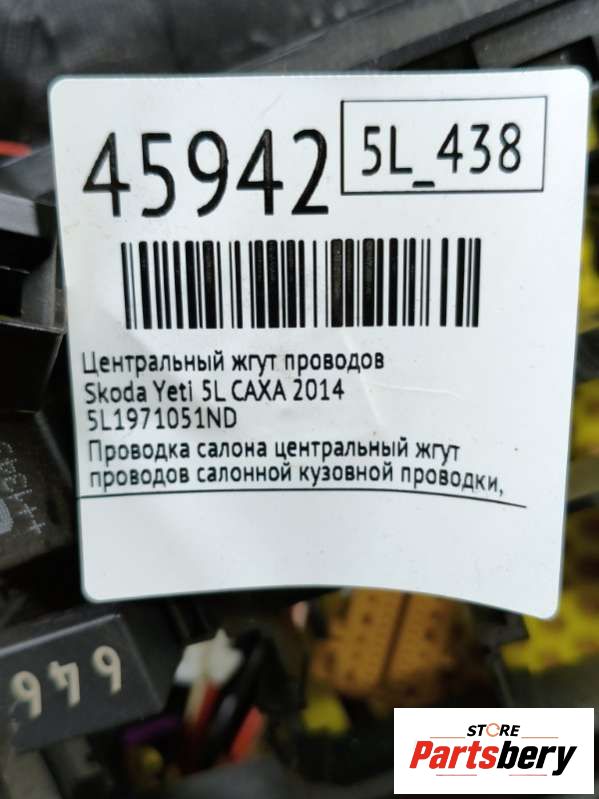 45942
5L_438
Центральный жгут проводов
Skoda Yeti 5L CAXA 2014
5L1971051ND
Проводка салона центральный жгут
проводов салонной кузовной проводки,
646
STORE
Partsbery